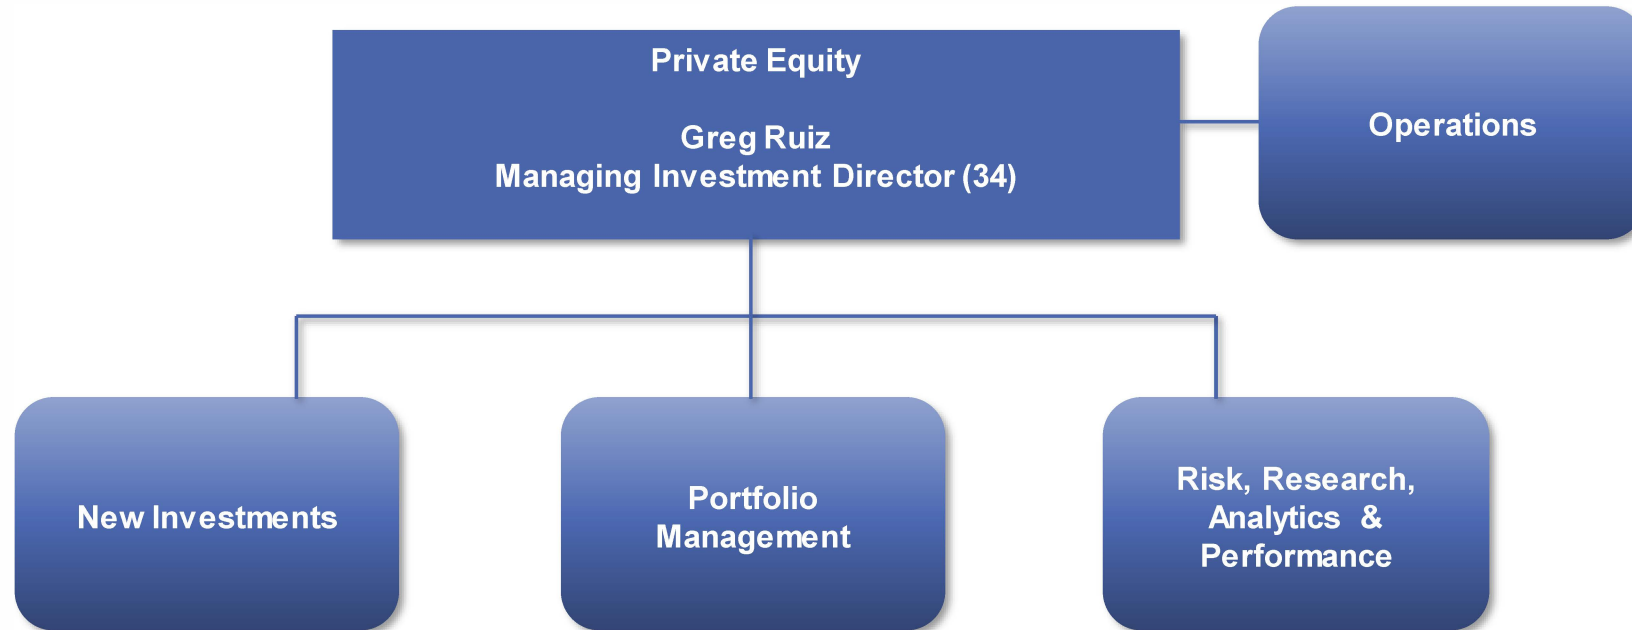 Private Equity
Greg Ruiz
Managing Investment Director (34)
Operations
New Investments
Portfolio
Management
Risk, Research,
Analytics &
Performance